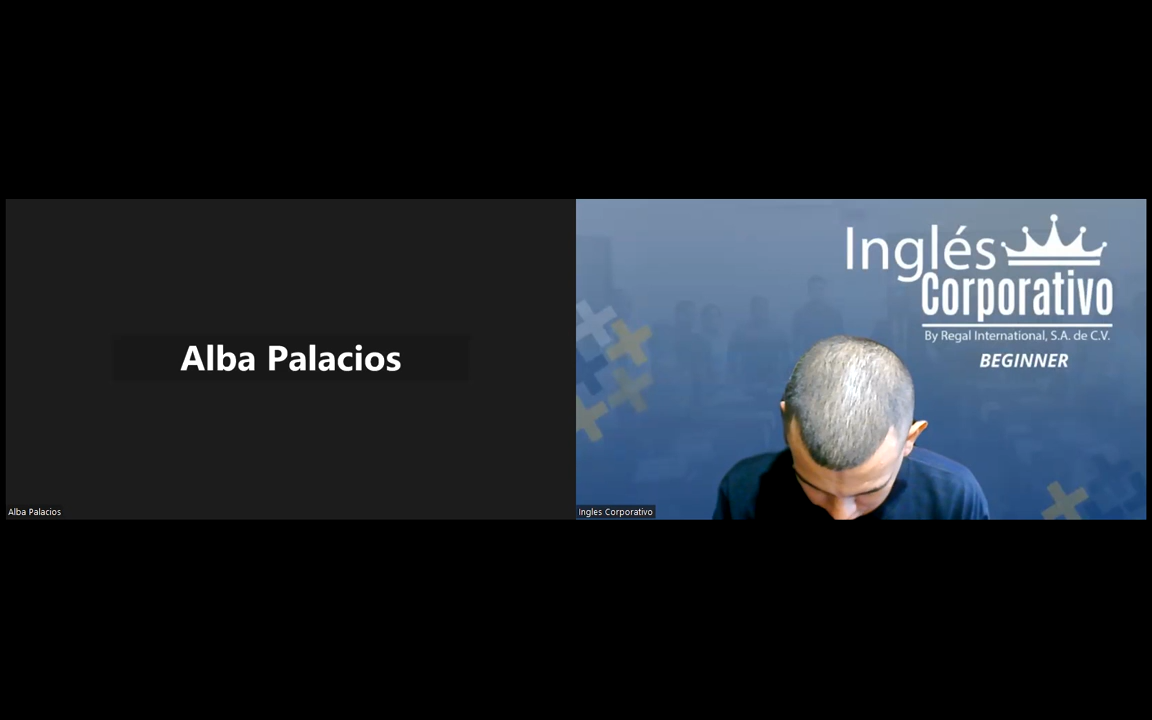 Alba Palacios
Alba Palacios
Inglés
Corporativo
By Regal International, S.A. de C.V.
BEGINNER
Ingles Corporativo